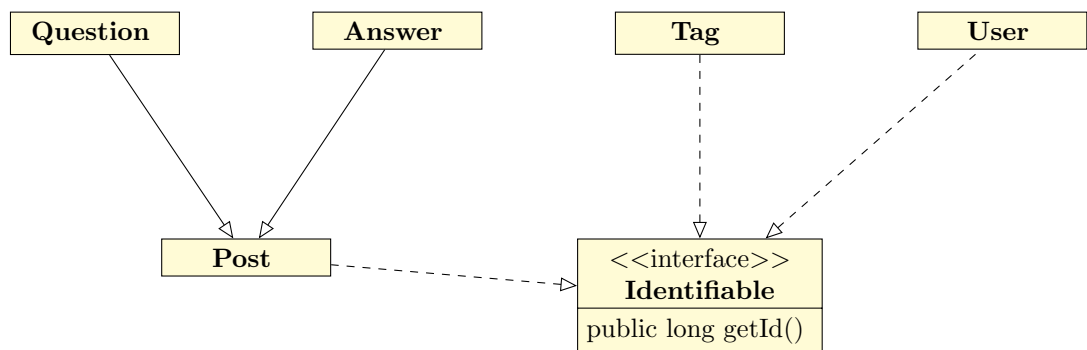 Question
Answer
Tag
User
Post
<<interface>>
Identifiable
public long getId()